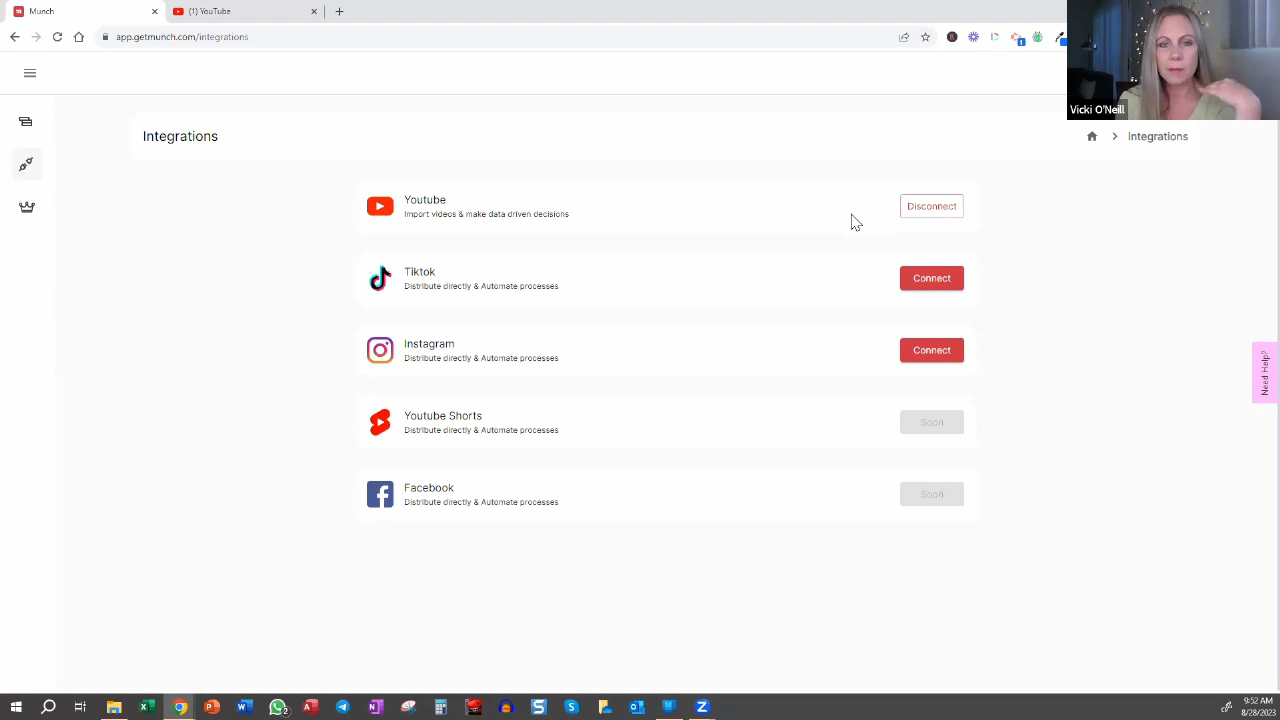 Munch
(1) YouTube
app.getmunch.com/integrations
Vicki O'Neill
Integrations
Integrations
Youtube
Import videos & make data driven decisions
Disconnect
Tiktok
Distribute directly & Automate processes
Connect
Instagram
Distribute directly & Automate processes
Connect
Youtube Shorts
Distribute directly & Automate processes
Soon
Facebook
Distribute directly & Automate processes
Soon
Need Help?
9:52 AM
8/28/2023